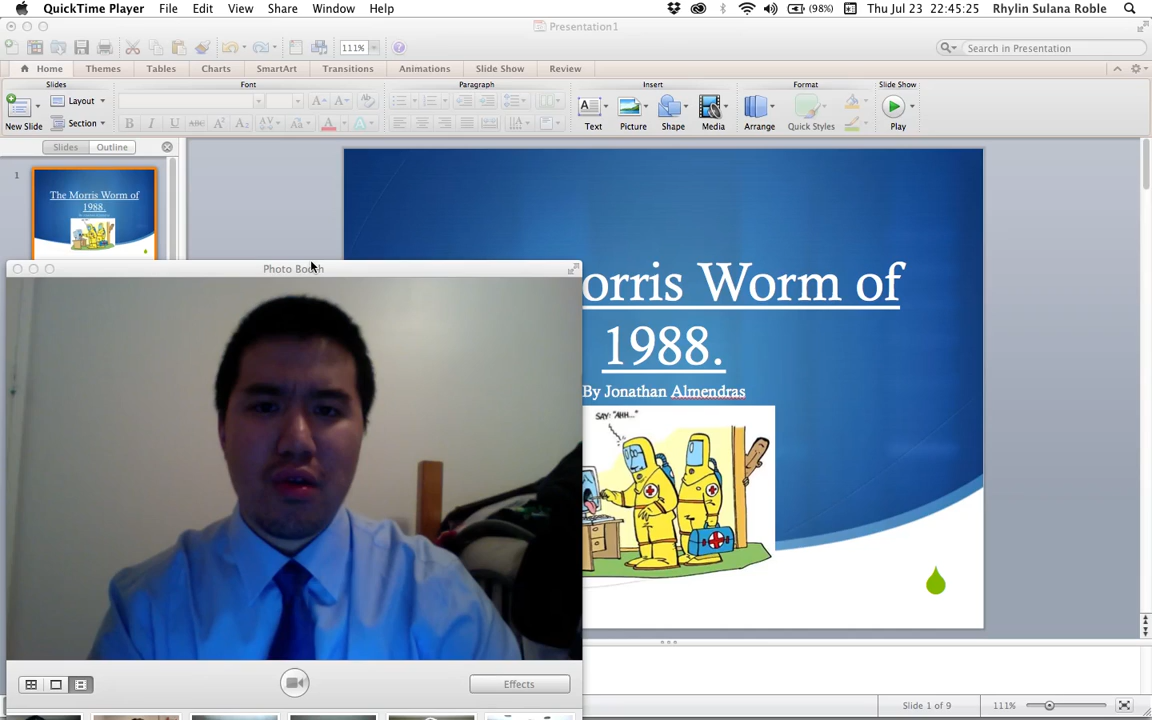 QuickTime Player File Edit View Share Window Help (98%) Thu Jul 23 22:45:25 Rhylin Sulana Roble
Presentation1
111% Search in Presentation
Home Themes Tables Charts SmartArt Transitions Animations Slide Show Review
Slides Font Paragraph Insert Format Slide Show
Layout
Section
New Slide Text Picture Shape Media Arrange Quick Styles Play
Slides Outline
1
The Morris Worm of
1988.
Photo Booth
orris Worm of
1988.
By Jonathan Almendras
SAY: "AHH..."
Effects
Slide 1 of 9 111%